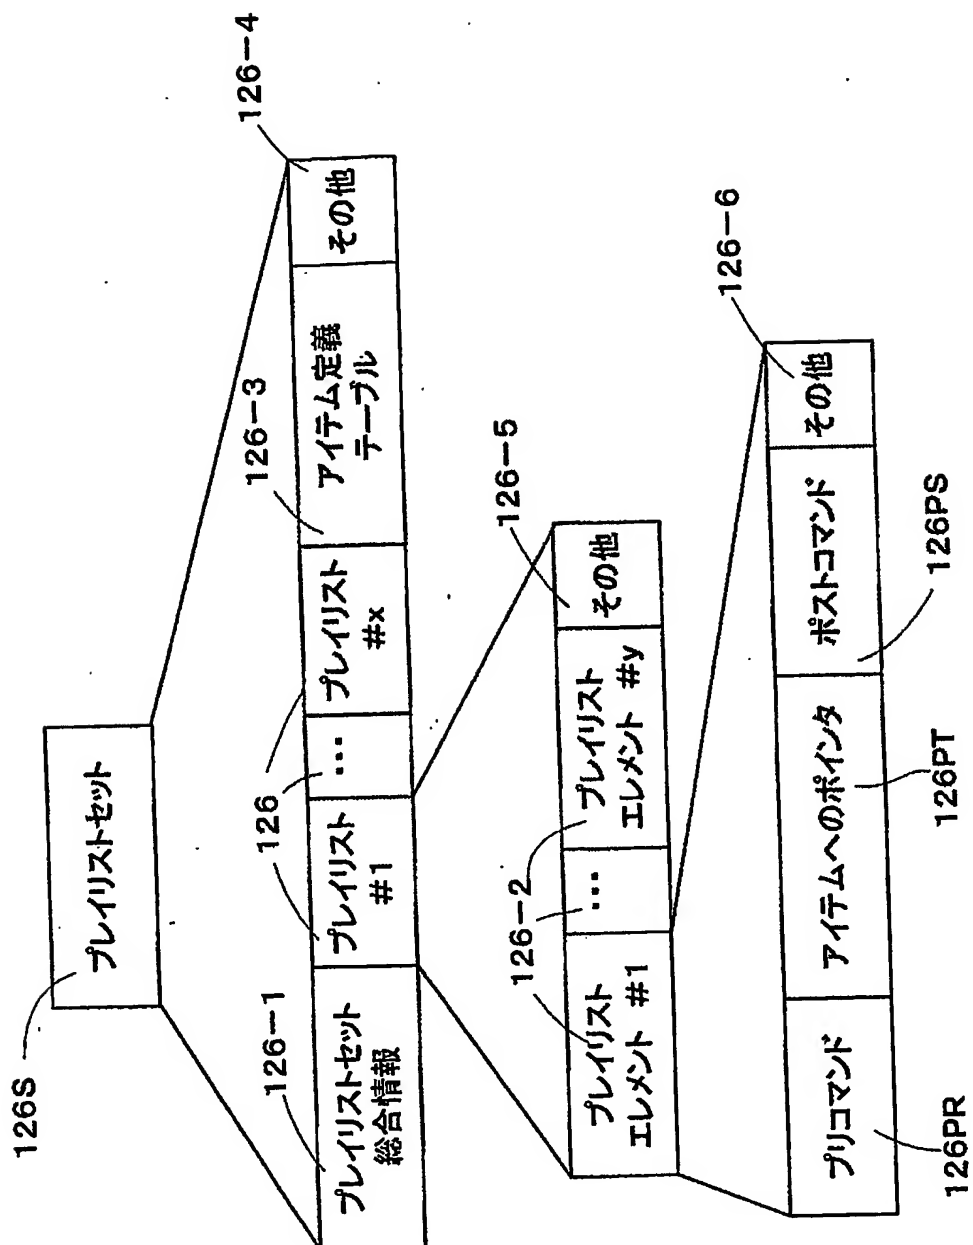 126S
プレイリストセット
126-1
126
126-3
126-4
プレイリストセット
総合情報
プレイリスト
#1
...
プレイリスト
#x
アイテム定義
テーブル
その他
126-2
126-5
プレイリスト
エレメント #1
...
プレイリスト
エレメント #y
その他
126-6
プリコマンド
アイテムへのポインタ
ポストコマンド
その他
126PR
126PT
126PS